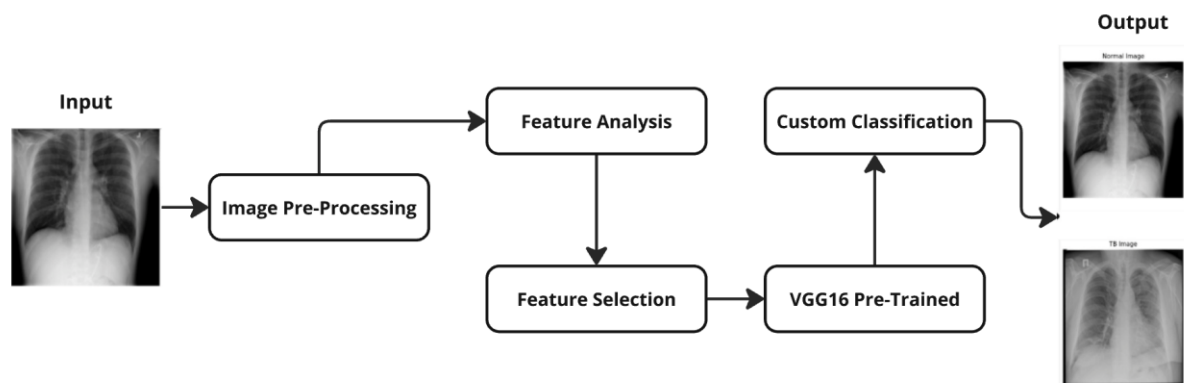 Output
Normal Image
Input
Feature Analysis
Custom Classification
Image Pre-Processing
TB Image
Feature Selection
VGG16 Pre-Trained